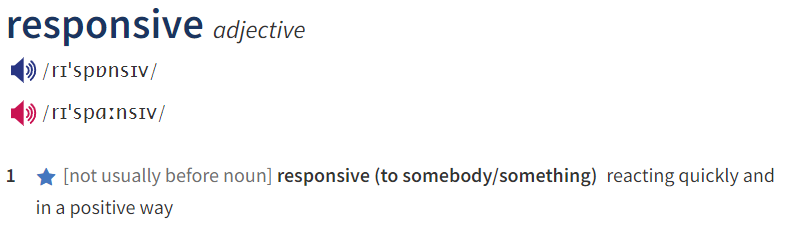 responsive adjective
/rɪˈspɒnsɪv/
/rɪˈspɑːnsɪv/
1 [not usually before noun] responsive (to somebody/something) reacting quickly and
in a positive way